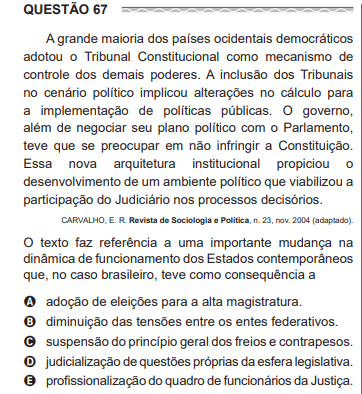 QUESTÃO 67
A grande maioria dos países ocidentais democráticos
adotou o Tribunal Constitucional como mecanismo de
controle dos demais poderes. A inclusão dos Tribunais
no cenário político implicou alterações no cálculo para
a implementação de políticas públicas. O governo,
além de negociar seu plano político com o Parlamento,
teve que se preocupar em não infringir a Constituição.
Essa nova arquitetura institucional propiciou o
desenvolvimento de um ambiente político que viabilizou a
participação do Judiciário nos processos decisórios.
CARVALHO, E. R. Revista de Sociologia e Política, n. 23, nov. 2004 (adaptado).
O texto faz referência a uma importante mudança na
dinâmica de funcionamento dos Estados contemporâneos
que, no caso brasileiro, teve como consequência a
A adoção de eleições para a alta magistratura.
B diminuição das tensões entre os entes federativos.
C suspensão do princípio geral dos freios e contrapesos.
D judicialização de questões próprias da esfera legislativa.
E profissionalização do quadro de funcionários da Justiça.